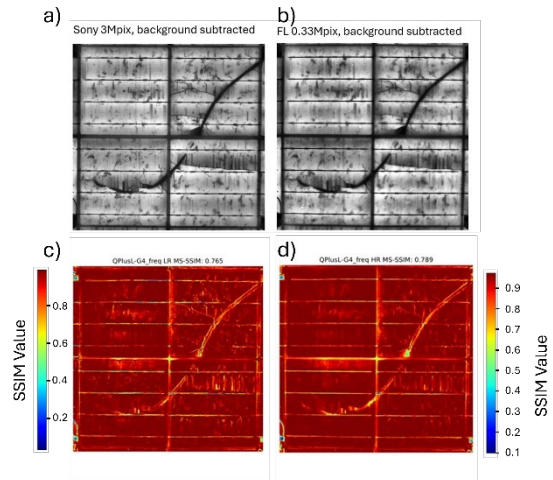 a)
b)
Sony 3Mpix, background subtracted
FL 0.33Mpix, background subtracted
c)
d)
QPlusL-G4_freq LR MS-SSIM: 0.765
QPlusL-G4_freq HR MS-SSIM: 0.789
SSIM Value
0.8
0.6
0.4
0.2
0.9
0.8
0.7
0.6
0.5
0.4
0.3
0.2
0.1
SSIM Value